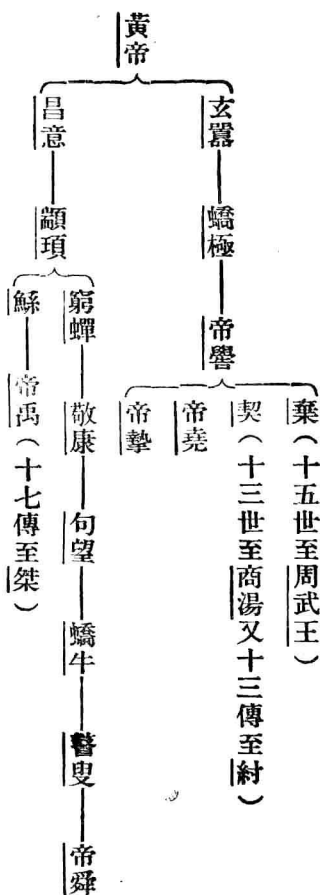 黃帝
玄囂
蟜極
帝嚳
棄（十五世至周武王）
契（十三世至商湯又十三傳至紂）
帝堯
帝摯
昌意
顓頊
窮蟬
敬康
句望
蟜牛
瞽叟
帝舜
鯀
帝禹（十七傳至桀）